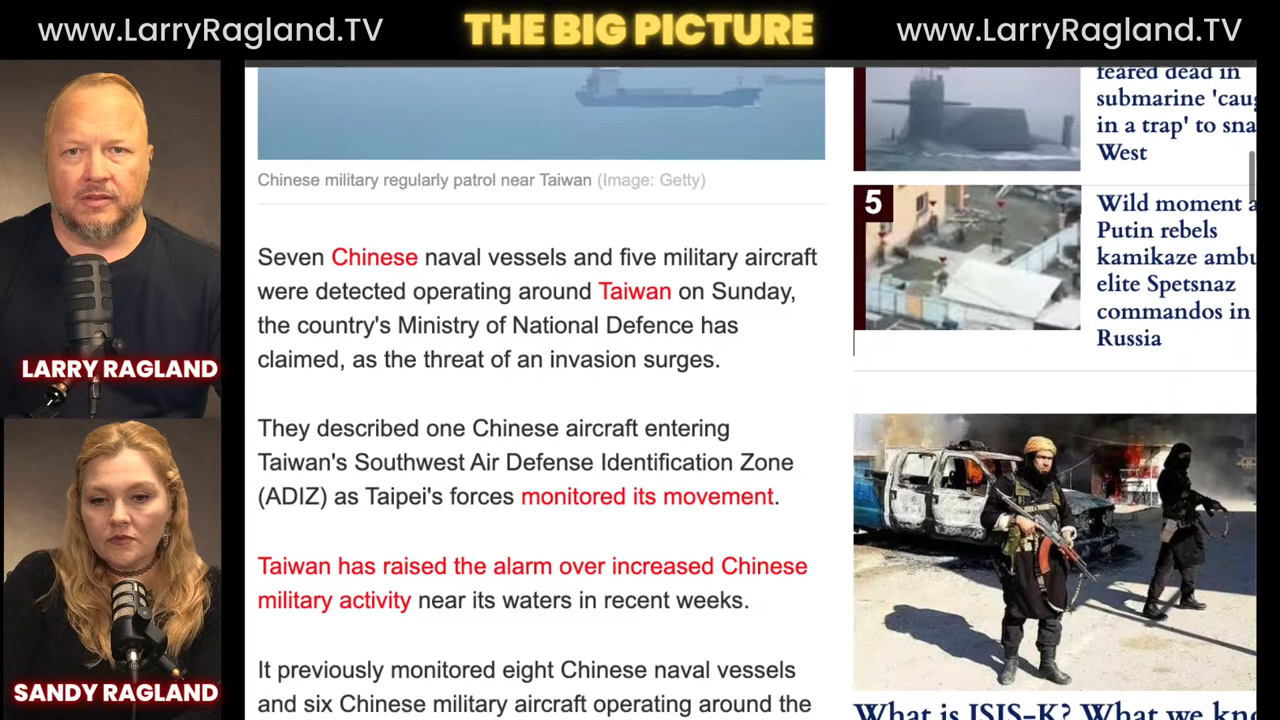 www.LarryRagland.TV
THE BIG PICTURE
www.LarryRagland.TV
LARRY RAGLAND
SANDY RAGLAND
Chinese military regularly patrol near Taiwan (Image: Getty)
Seven Chinese naval vessels and five military aircraft
were detected operating around Taiwan on Sunday,
the country's Ministry of National Defence has
claimed, as the threat of an invasion surges.
They described one Chinese aircraft entering
Taiwan's Southwest Air Defense Identification Zone
(ADIZ) as Taipei's forces monitored its movement.
Taiwan has raised the alarm over increased Chinese
military activity near its waters in recent weeks.
It previously monitored eight Chinese naval vessels
and six Chinese military aircraft operating around the
feared dead in
submarine 'caug
in a trap' to sna
West
5
Wild moment a
Putin rebels
kamikaze ambu
elite Spetsnaz
commandos in
Russia
What is ISIS-K? What we kno